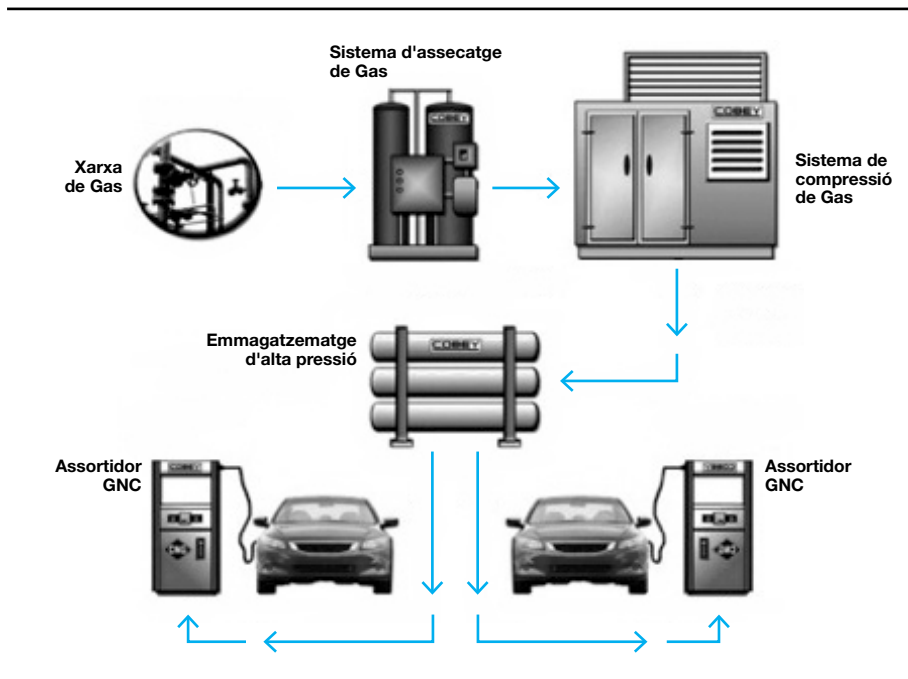 Sistema d'assecatge
de Gas
COBEY
COBEY
Xarxa
de Gas
Sistema de
compressió
de Gas
Emmagatzematge
d'alta pressió
COBEY
Assortidor
GNC
COBEY
Assortidor
GNC